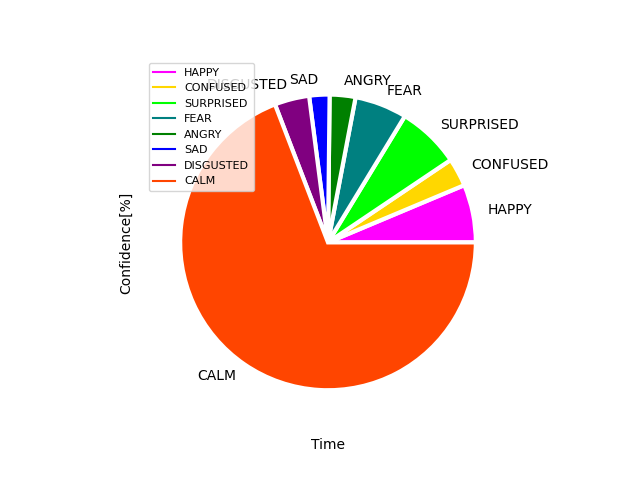 HAPPY
CONFUSED
SURPRISED
FEAR
ANGRY
SAD
DISGUSTED
CALM
DISGUSTED
SAD
ANGRY
FEAR
SURPRISED
CONFUSED
HAPPY
Confidence[%]
CALM
Time